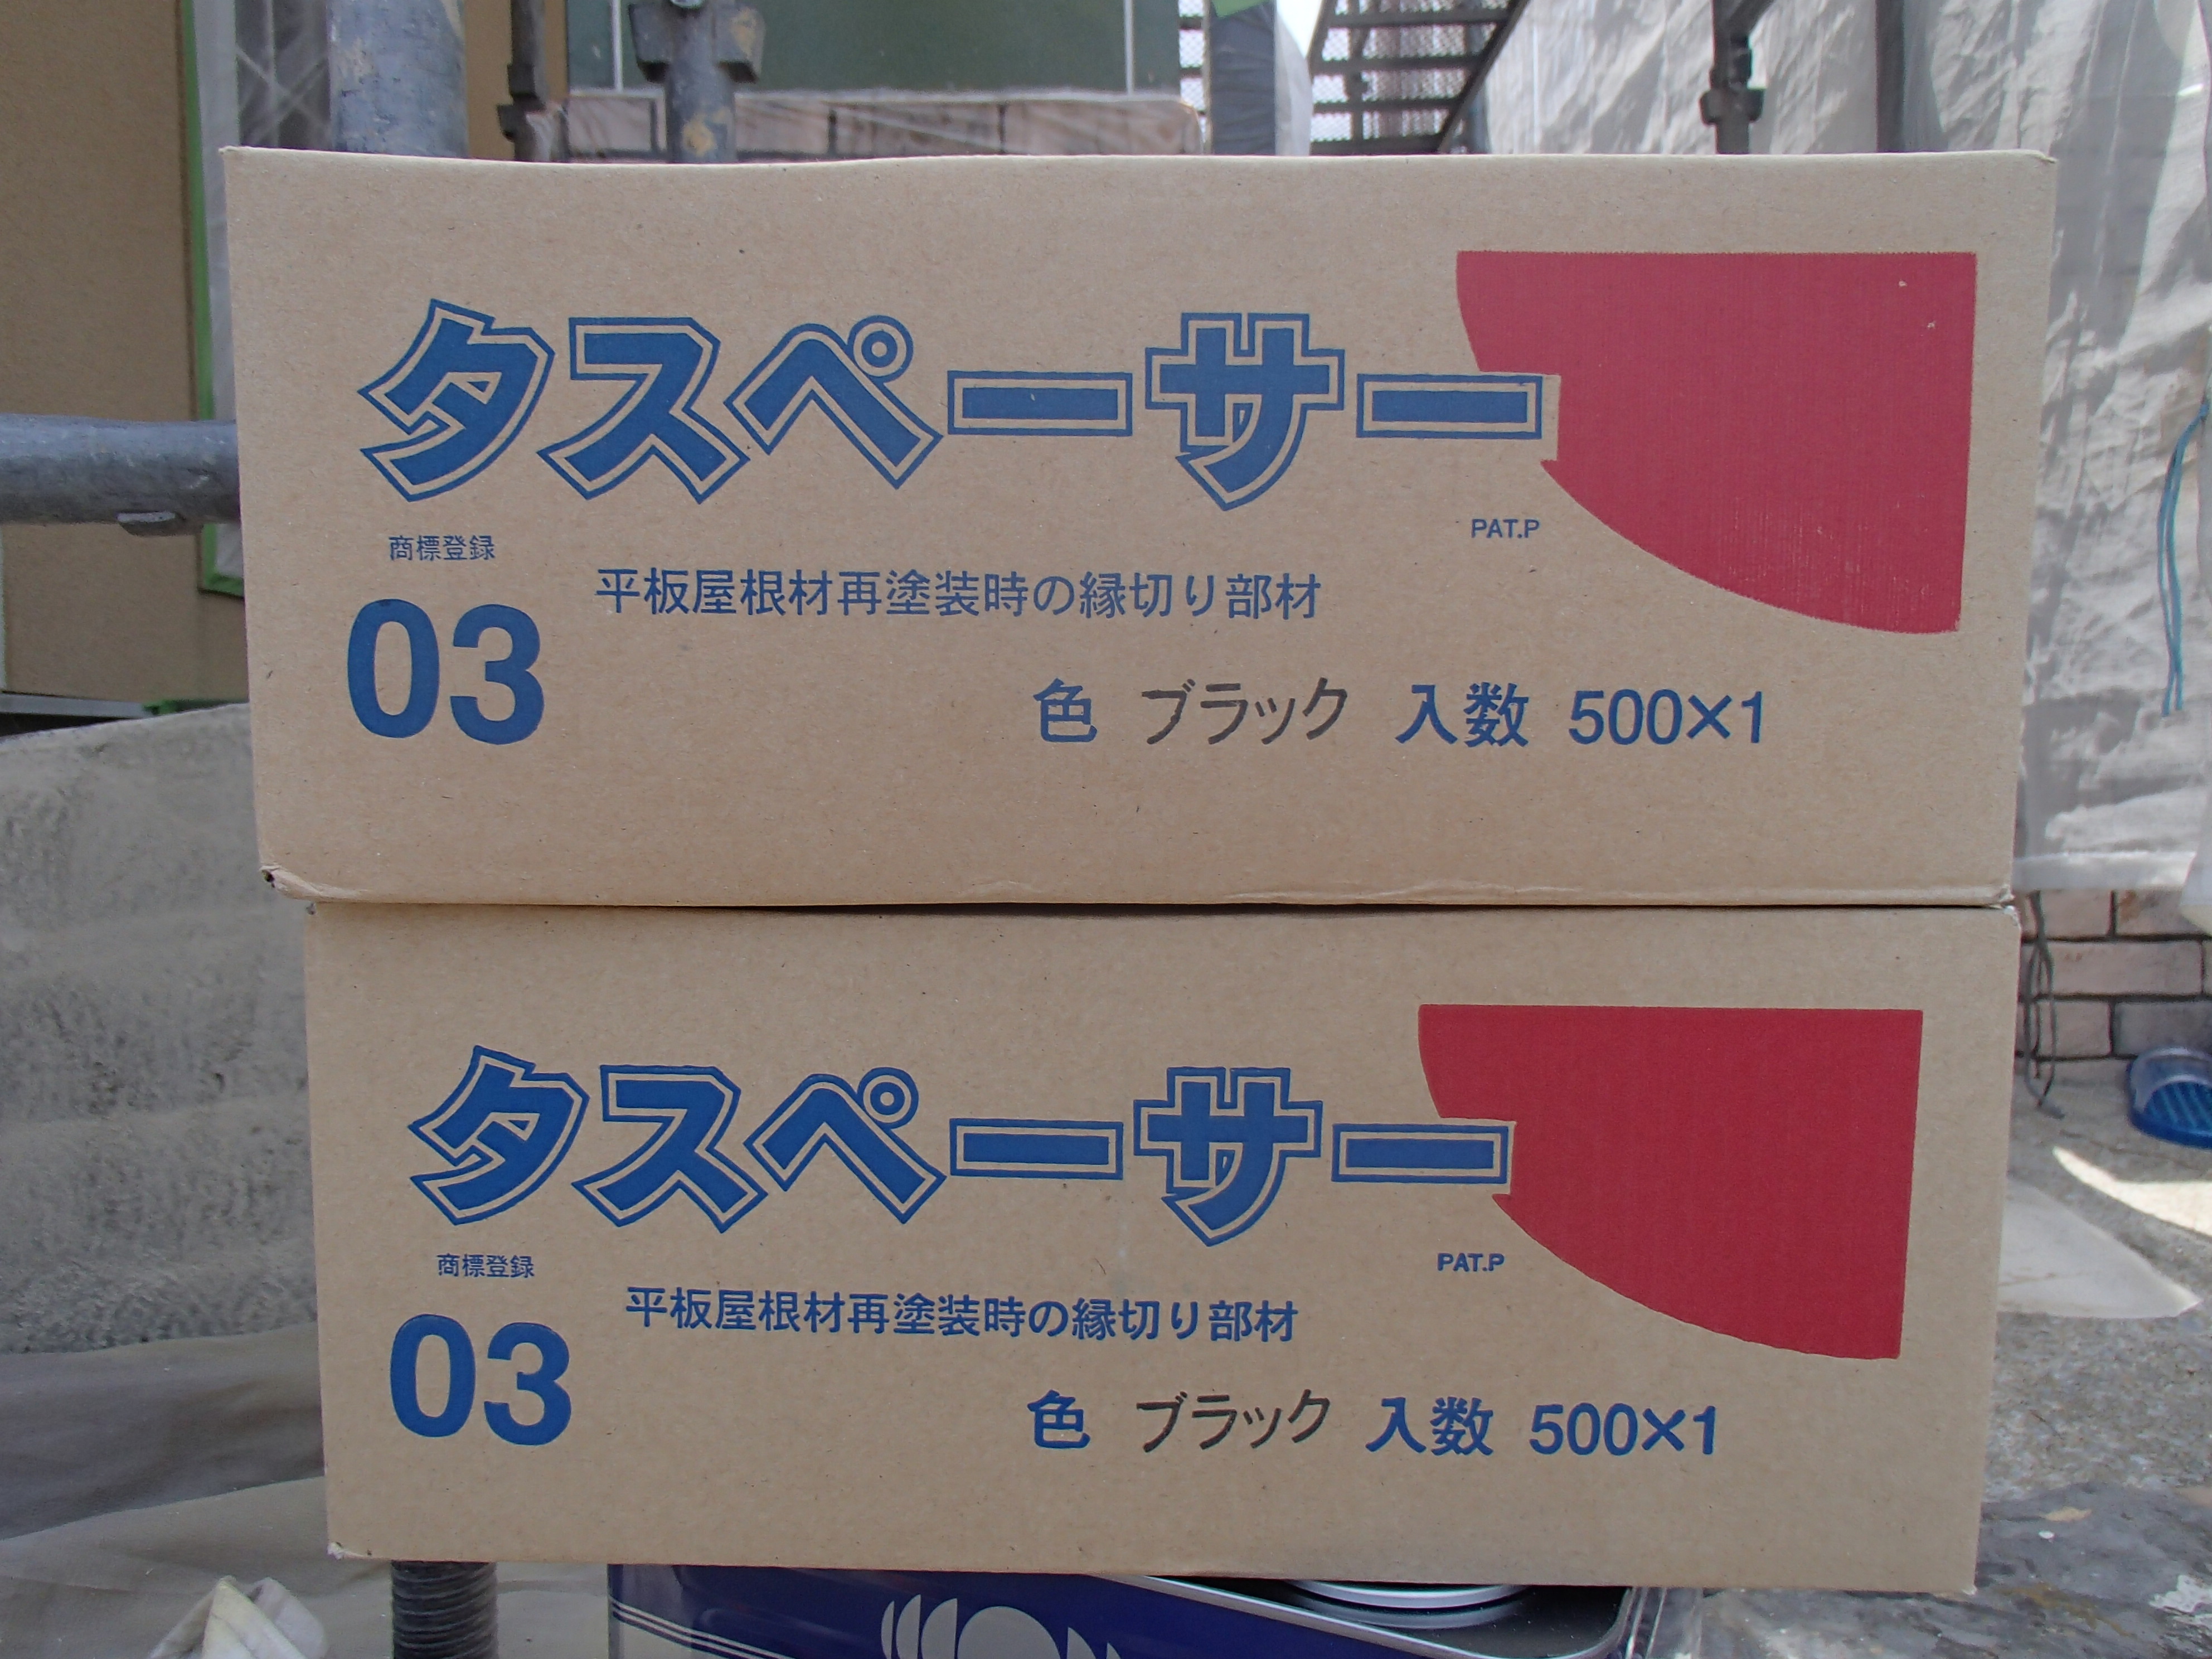 タスペーサー
PAT.P
商標登録
平板屋根材再塗装時の縁切り部材
03
色 ブラック 入数 500×1
タスペーサー
PAT.P
商標登録
平板屋根材再塗装時の縁切り部材
03
色 ブラック 入数 500×1